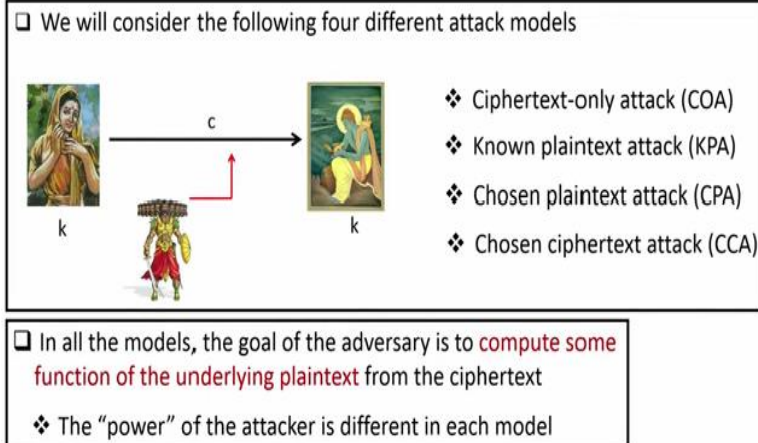 ❑ We will consider the following four different attack models
c
k
k
❖ Ciphertext-only attack (COA)
❖ Known plaintext attack (KPA)
❖ Chosen plaintext attack (CPA)
❖ Chosen ciphertext attack (CCA)
❑ In all the models, the goal of the adversary is to compute some
function of the underlying plaintext from the ciphertext
❖ The “power” of the attacker is different in each model